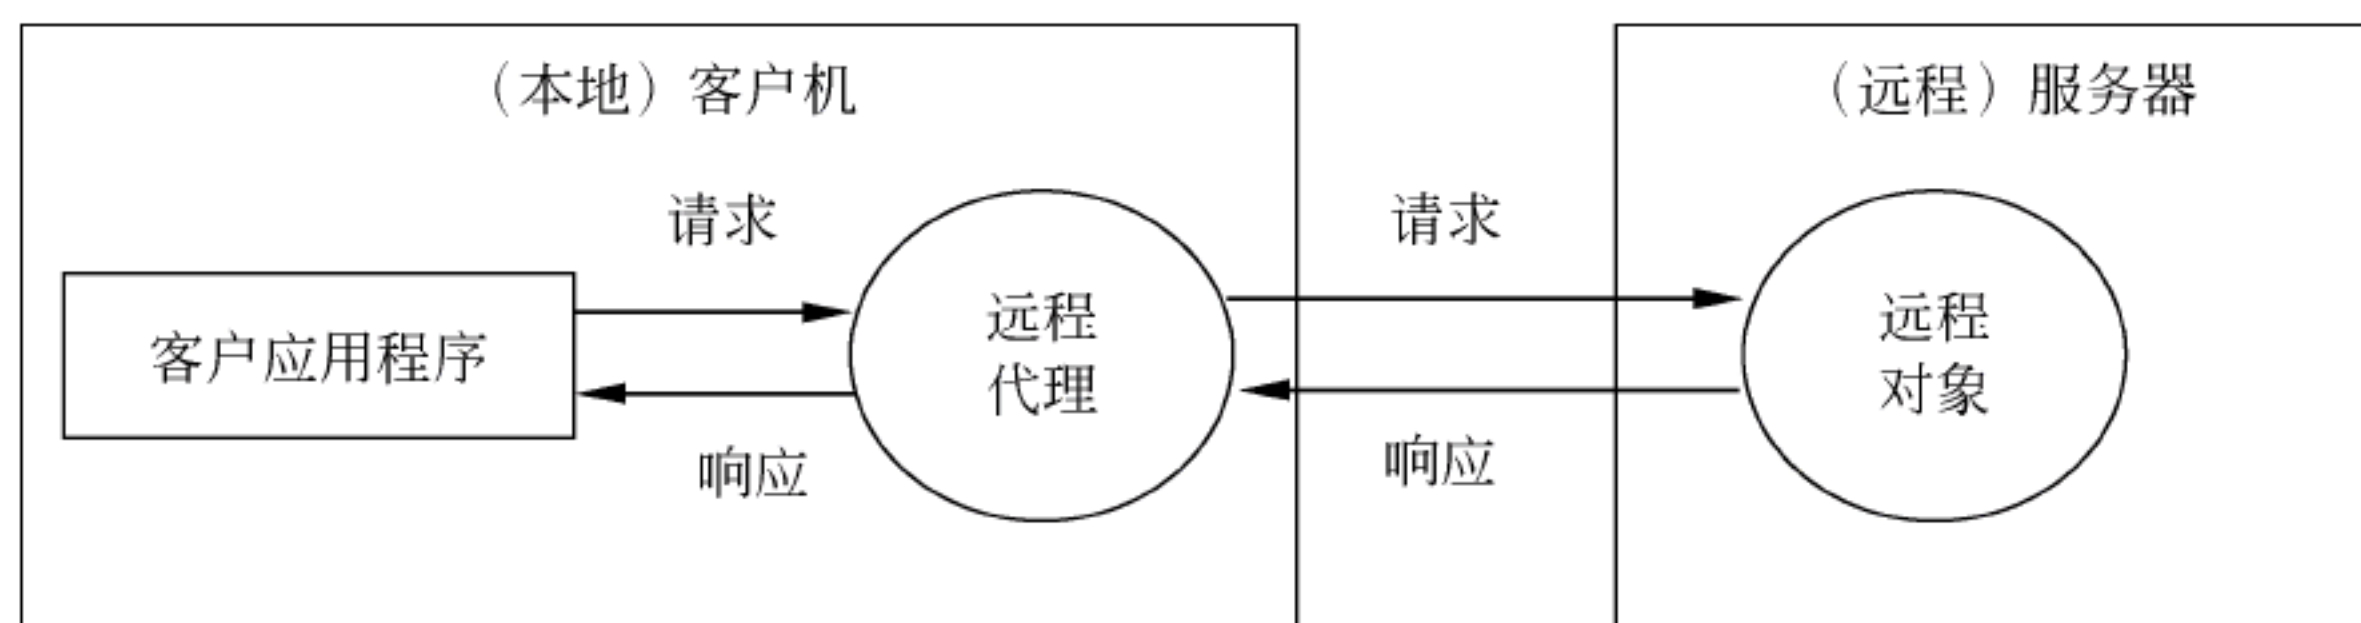 （本地）客户机
（远程）服务器
请求
请求
客户应用程序
远程
代理
远程
对象
响应
响应